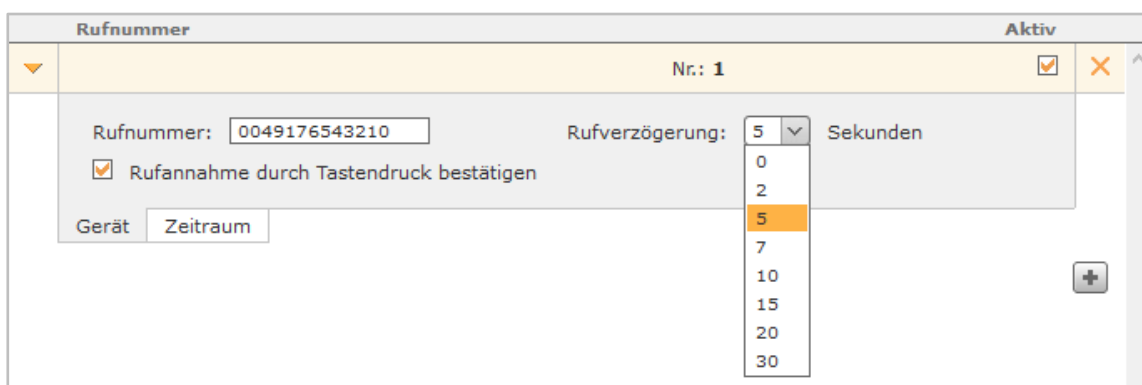 Rufnummer Aktiv
Nr.: 1
Rufnummer: 0049176543210 Rufverzögerung: 5 Sekunden
Rufannahme durch Tastendruck bestätigen
0
2
5
7
10
15
20
30
Gerät Zeitraum